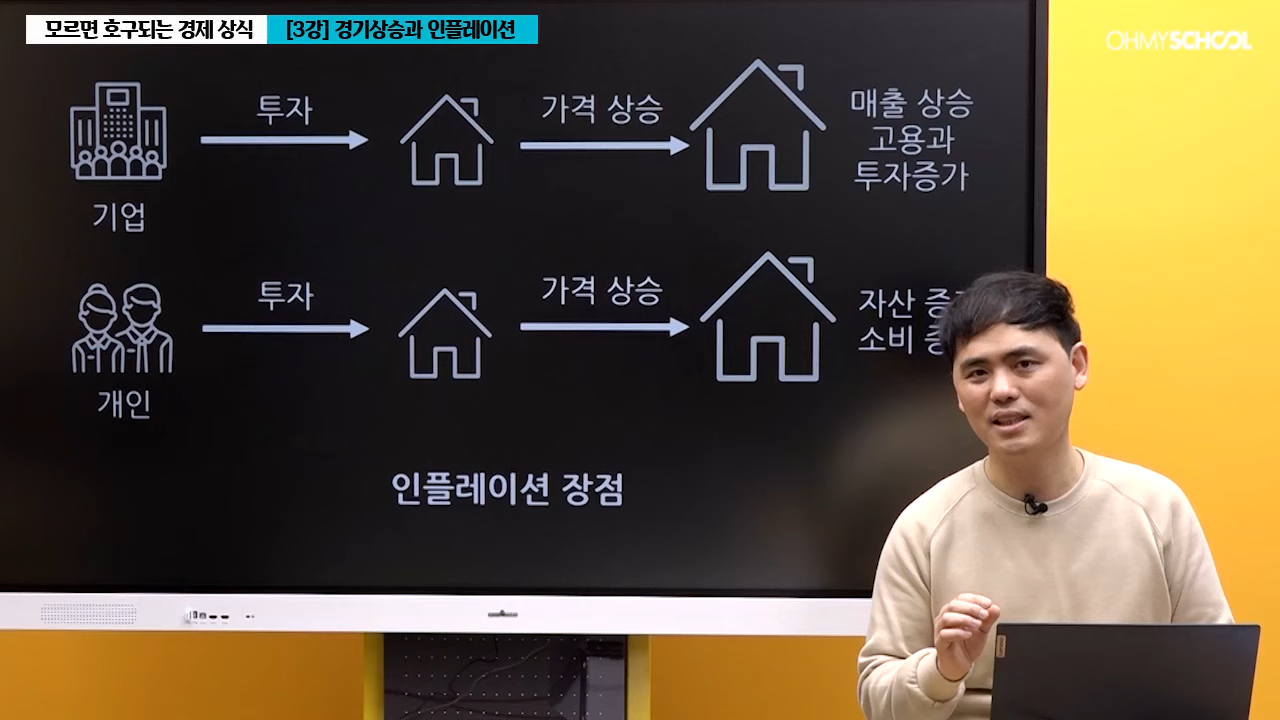 모르면 호구되는 경제 상식
[3강] 경기상승과 인플레이션
OHMYSCHOOL
투자
가격 상승
매출 상승
고용과
투자증가
기업
투자
가격 상승
자산
소비
개인
인플레이션 장점
Lenovo